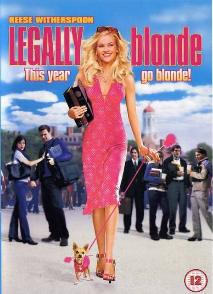 REESE WITHERSPOON
LEGALLY blonde
This year go blonde!
12